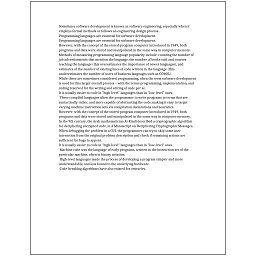 Sometimes software development is known as software engineering, especially when it
employs formal methods or follows an engineering design process.
Programming languages are essential for software development.
Programming languages are essential for software development.
However, with the concept of the stored-program computer introduced in 1949, both
programs and data were stored and manipulated in the same way in computer memory.
Methods of measuring programming language popularity include: counting the number of
job advertisements that mention the language, the number of books sold and courses
teaching the language (this overestimates the importance of newer languages), and
estimates of the number of existing lines of code written in the language (this
underestimates the number of users of business languages such as COBOL).
While these are sometimes considered programming, often the term software development
is used for this larger overall process – with the terms programming, implementation, and
coding reserved for the writing and editing of code per se.
It is usually easier to code in "high-level" languages than in "low-level" ones.
These compiled languages allow the programmer to write programs in terms that are
syntactically richer, and more capable of abstracting the code, making it easy to target
varying machine instruction sets via compilation declarations and heuristics.
However, with the concept of the stored-program computer introduced in 1949, both
programs and data were stored and manipulated in the same way in computer memory.
In the 9th century, the Arab mathematician Al-Kindi described a cryptographic algorithm
for deciphering encrypted code, in A Manuscript on Deciphering Cryptographic Messages.
When debugging the problem in a GUI, the programmer can try to skip some user
interaction from the original problem description and check if remaining actions are
sufficient for bugs to appear.
It is usually easier to code in "high-level" languages than in "low-level" ones.
Machine code was the language of early programs, written in the instruction set of the
particular machine, often in binary notation.
High-level languages made the process of developing a program simpler and more
understandable, and less bound to the underlying hardware.
Code-breaking algorithms have also existed for centuries.